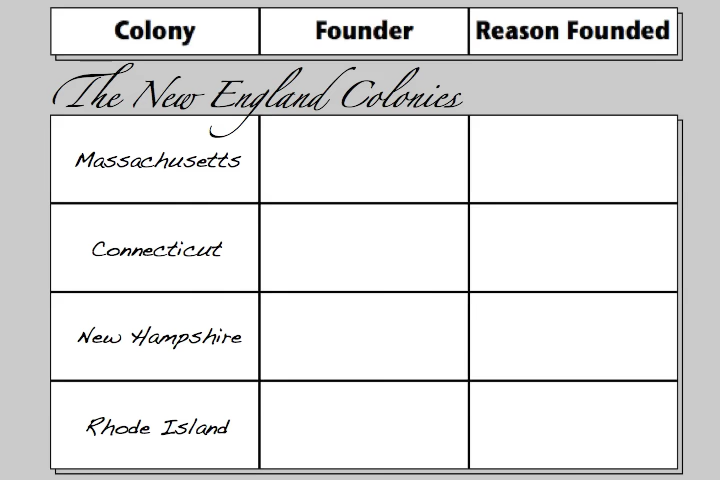 Colony Founder Reason Founded
The New England Colonies
Massachusetts
Connecticut
New Hampshire
Rhode Island